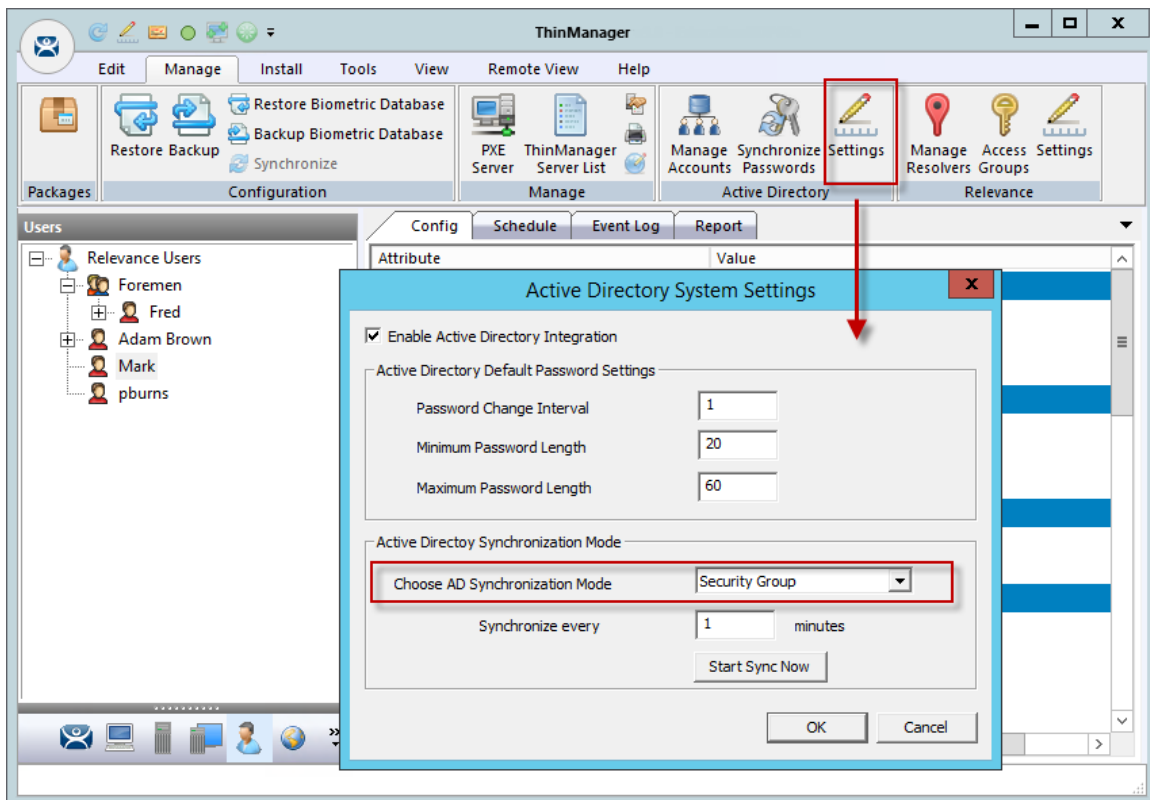 ThinManager
Edit Manage Install Tools View Remote View Help
Restore Backup
Restore Biometric Database
Backup Biometric Database
Synchronize
PXE Server
ThinManager Server List
Manage Accounts
Synchronize Passwords
Settings
Manage Resolvers
Access Groups
Settings
Packages Configuration Manage Active Directory Relevance
Users
Config Schedule Event Log Report
Attribute Value
Relevance Users
Foremen
Fred
Adam Brown
Mark
pburns
Active Directory System Settings
x
Enable Active Directory Integration
Active Directory Default Password Settings
Password Change Interval 1
Minimum Password Length 20
Maximum Password Length 60
Active Directoy Synchronization Mode
Choose AD Synchronization Mode Security Group
Synchronize every 1 minutes
Start Sync Now
OK Cancel